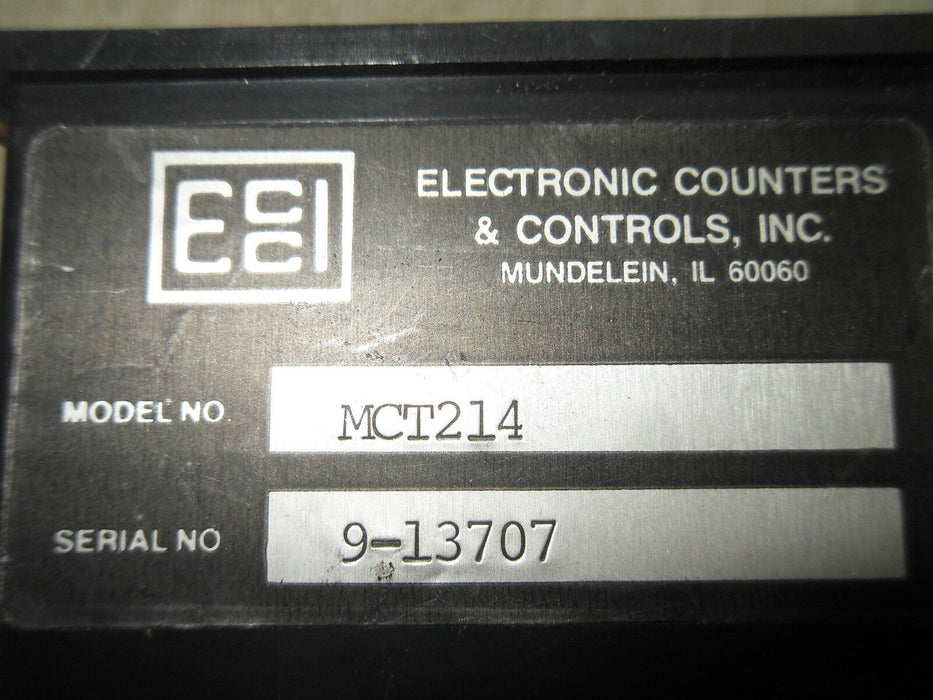 ECCI
ELECTRONIC COUNTERS
& CONTROLS, INC.
MUNDELEIN, IL 60060
MODEL NO. MCT214
SERIAL NO 9-13707